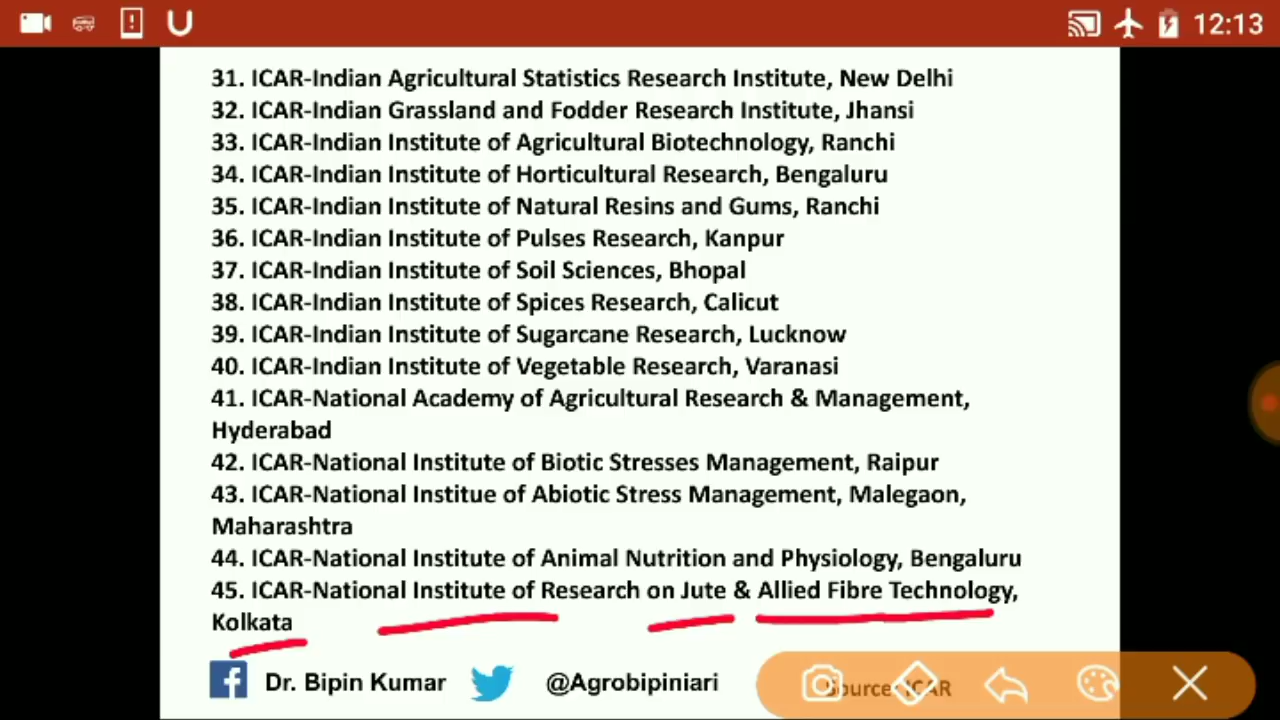 12:13
31. ICAR-Indian Agricultural Statistics Research Institute, New Delhi
32. ICAR-Indian Grassland and Fodder Research Institute, Jhansi
33. ICAR-Indian Institute of Agricultural Biotechnology, Ranchi
34. ICAR-Indian Institute of Horticultural Research, Bengaluru
35. ICAR-Indian Institute of Natural Resins and Gums, Ranchi
36. ICAR-Indian Institute of Pulses Research, Kanpur
37. ICAR-Indian Institute of Soil Sciences, Bhopal
38. ICAR-Indian Institute of Spices Research, Calicut
39. ICAR-Indian Institute of Sugarcane Research, Lucknow
40. ICAR-Indian Institute of Vegetable Research, Varanasi
41. ICAR-National Academy of Agricultural Research & Management,
Hyderabad
42. ICAR-National Institute of Biotic Stresses Management, Raipur
43. ICAR-National Institue of Abiotic Stress Management, Malegaon,
Maharashtra
44. ICAR-National Institute of Animal Nutrition and Physiology, Bengaluru
45. ICAR-National Institute of Research on Jute & Allied Fibre Technology,
Kolkata
Dr. Bipin Kumar @Agrobipiniari Source: ICAR